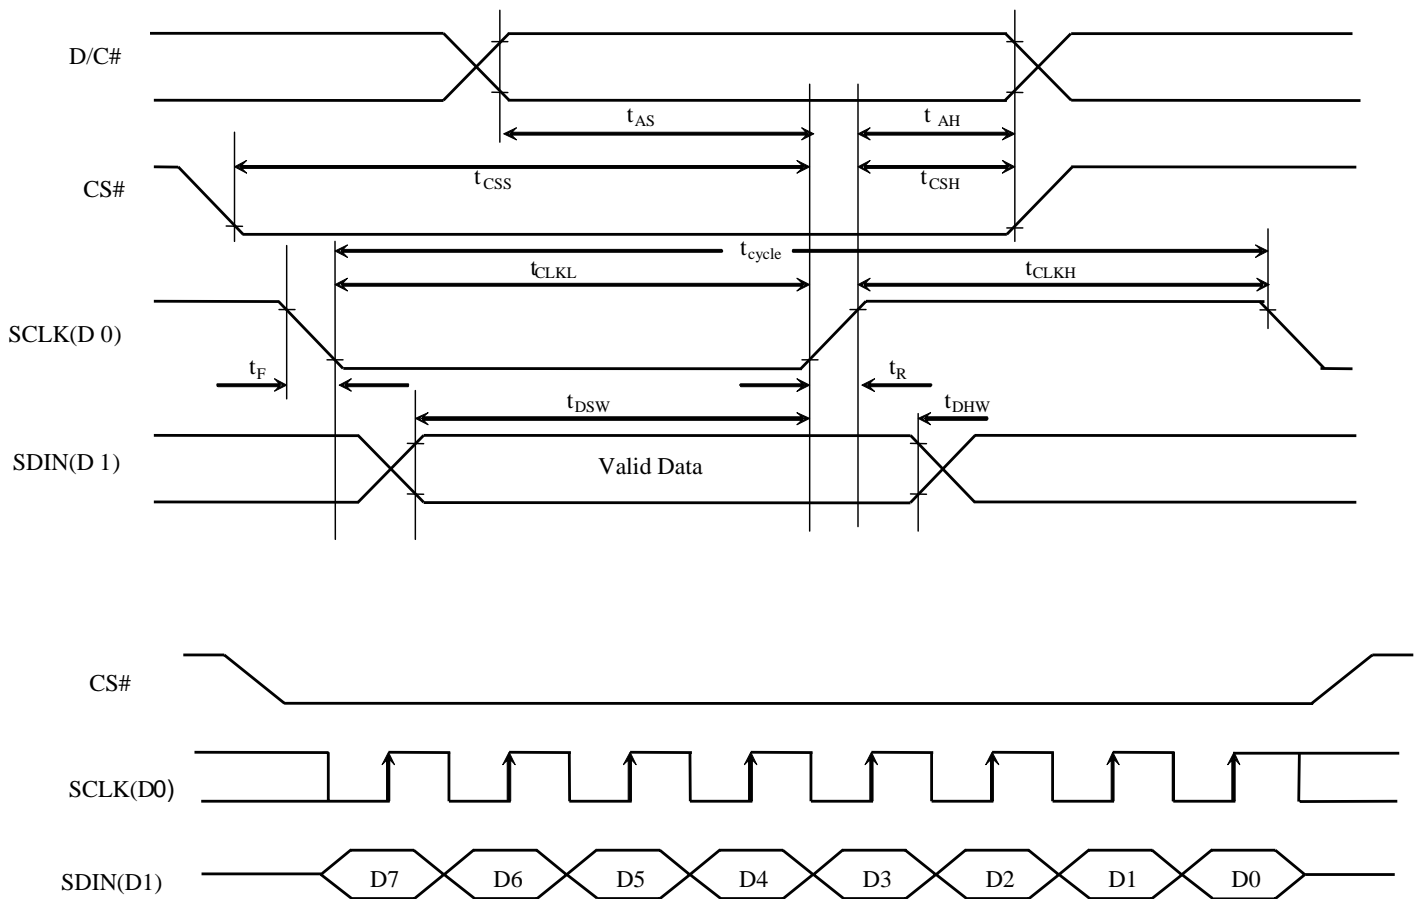 D/C#
tAS
t AH
CS#
tCSS
tCSH
tcycle
tCLKL
tCLKH
SCLK(D 0)
tF
tR
tDSW
tDHW
SDIN(D 1)
Valid Data
CS#
SCLK(D0)
SDIN(D1)
D7 D6 D5 D4 D3 D2 D1 D0